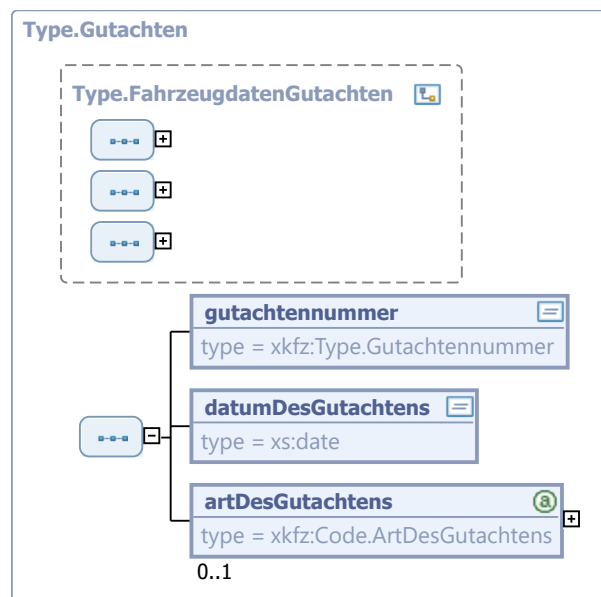 Type.Gutachten
Type.FahrzeugdatenGutachten
gutachtennummer
type = xkfz:Type.Gutachtennummer
datumDesGutachtens
type = xs:date
artDesGutachtens
type = xkfz:Code.ArtDesGutachtens
0..1